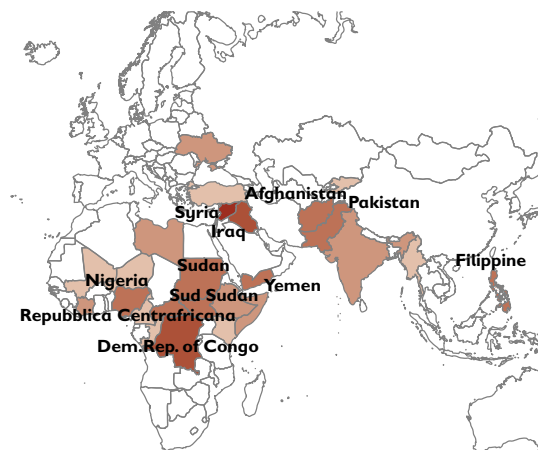 Afghanistan
Pakistan
Syria
Iraq
Filippine
Sudan
Nigeria
Yemen
Sud Sudan
Repubblica Centrafricana
Dem.Rep. of Congo